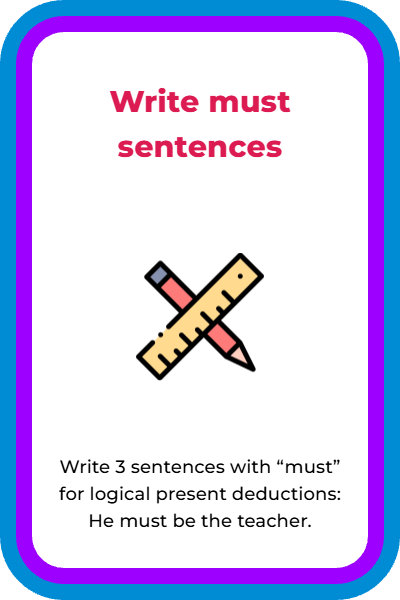 Write must
sentences
Write 3 sentences with “must”
for logical present deductions:
He must be the teacher.